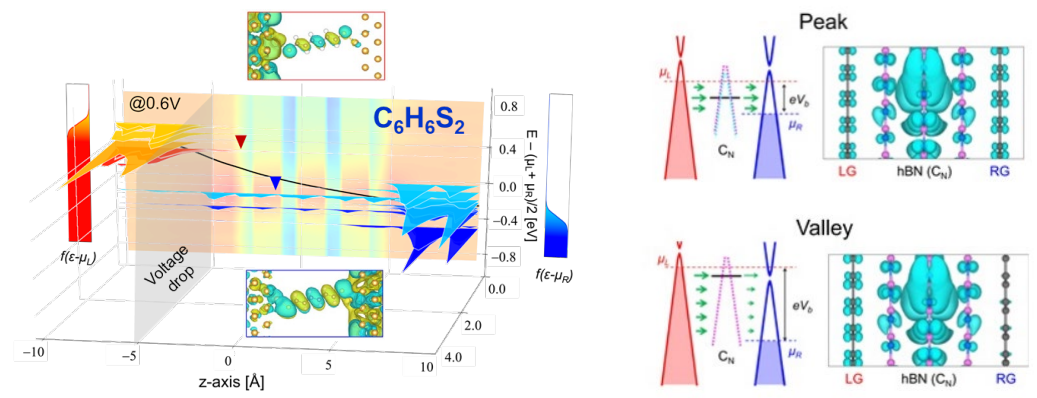 @0.6V
C6H6S2
0.8
0.4
0.0
−0.4
−0.8
E − (μL + μR)/2 [eV]
f(ε-μL)
f(ε-μR)
Voltage
drop
0.0
2.0
4.0
−10
−5
0
5
10
z-axis [Å]
Peak
μL
eVb
μR
CN
LG
hBN (CN)
RG
Valley
μL
eVb
μR
CN
LG
hBN (CN)
RG